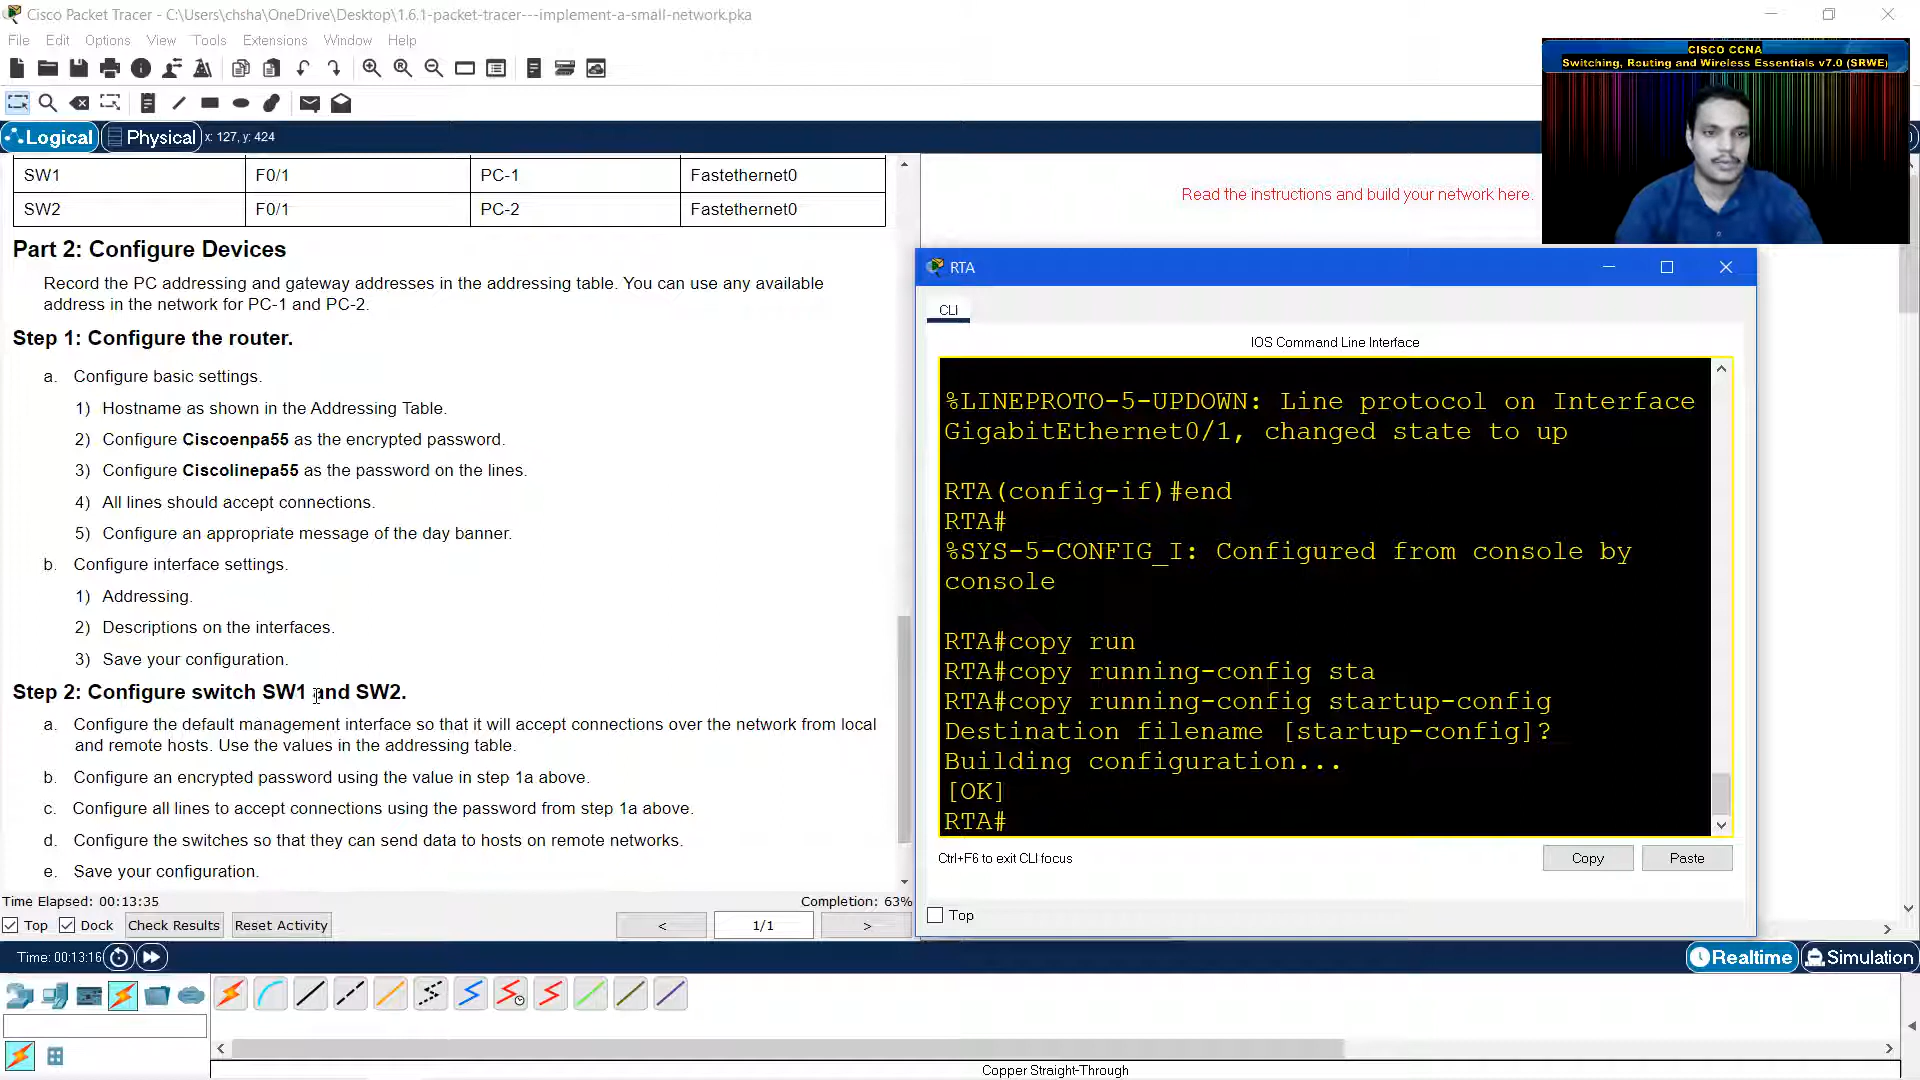 Cisco Packet Tracer - C:\Users\chsha\OneDrive\Desktop\1.6.1-packet-tracer---implement-a-small-network.pka
File Edit Options View Tools Extensions Window Help
CISCO CCNA
Switching, Routing and Wireless Essentials v7.0 (SRWE)
Logical Physical x: 127, y: 424
SW1 F0/1 PC-1 Fastethernet0
SW2 F0/1 PC-2 Fastethernet0
Part 2: Configure Devices
Record the PC addressing and gateway addresses in the addressing table. You can use any available
address in the network for PC-1 and PC-2.
Step 1: Configure the router.
a. Configure basic settings.
1) Hostname as shown in the Addressing Table.
2) Configure Ciscoenpa55 as the encrypted password.
3) Configure Ciscolinepa55 as the password on the lines.
4) All lines should accept connections.
5) Configure an appropriate message of the day banner.
b. Configure interface settings.
1) Addressing.
2) Descriptions on the interfaces.
3) Save your configuration.
Step 2: Configure switch SW1 and SW2.
a. Configure the default management interface so that it will accept connections over the network from local
and remote hosts. Use the values in the addressing table.
b. Configure an encrypted password using the value in step 1a above.
c. Configure all lines to accept connections using the password from step 1a above.
d. Configure the switches so that they can send data to hosts on remote networks.
e. Save your configuration.
Time Elapsed: 00:13:35 Completion: 63%
Top Dock Check Results Reset Activity < 1/1 >
Read the instructions and build your network here.
RTA
CLI
IOS Command Line Interface
%LINEPROTO-5-UPDOWN: Line protocol on Interface
GigabitEthernet0/1, changed state to up
RTA(config-if)#end
RTA#
%SYS-5-CONFIG_I: Configured from console by
console
RTA#copy run
RTA#copy running-config sta
RTA#copy running-config startup-config
Destination filename [startup-config]?
Building configuration...
[OK]
RTA#
Ctrl+F6 to exit CLI focus Copy Paste
Top
Time: 00:13:16 Realtime Simulation
Copper Straight-Through